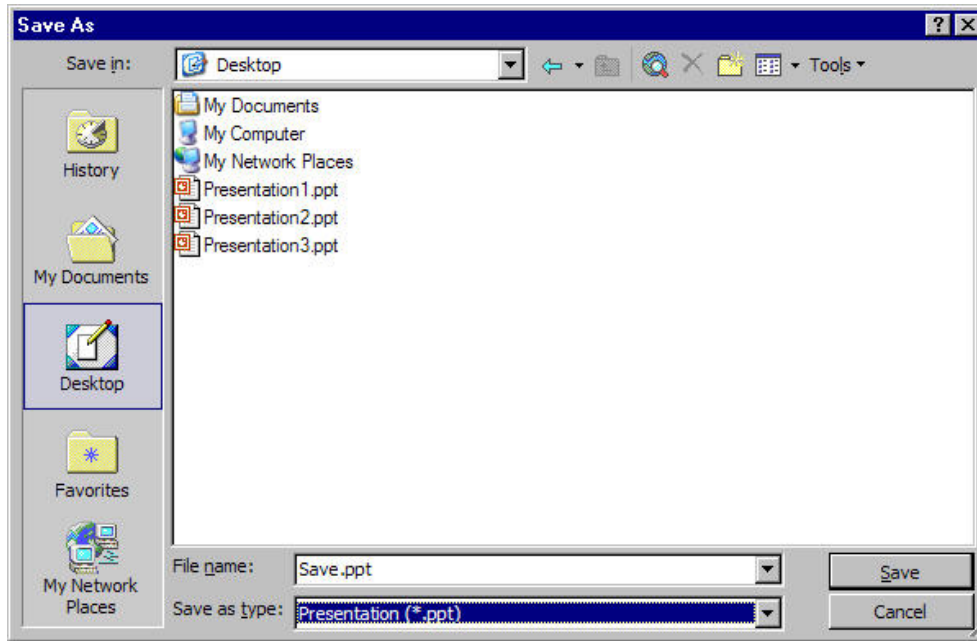 Save As
Save in: Desktop Tools
My Documents
My Computer
My Network Places
Presentation1.ppt
Presentation2.ppt
Presentation3.ppt
History
My Documents
Desktop
Favorites
My Network
Places
File name: Save.ppt Save
Save as type: Presentation (*.ppt) Cancel